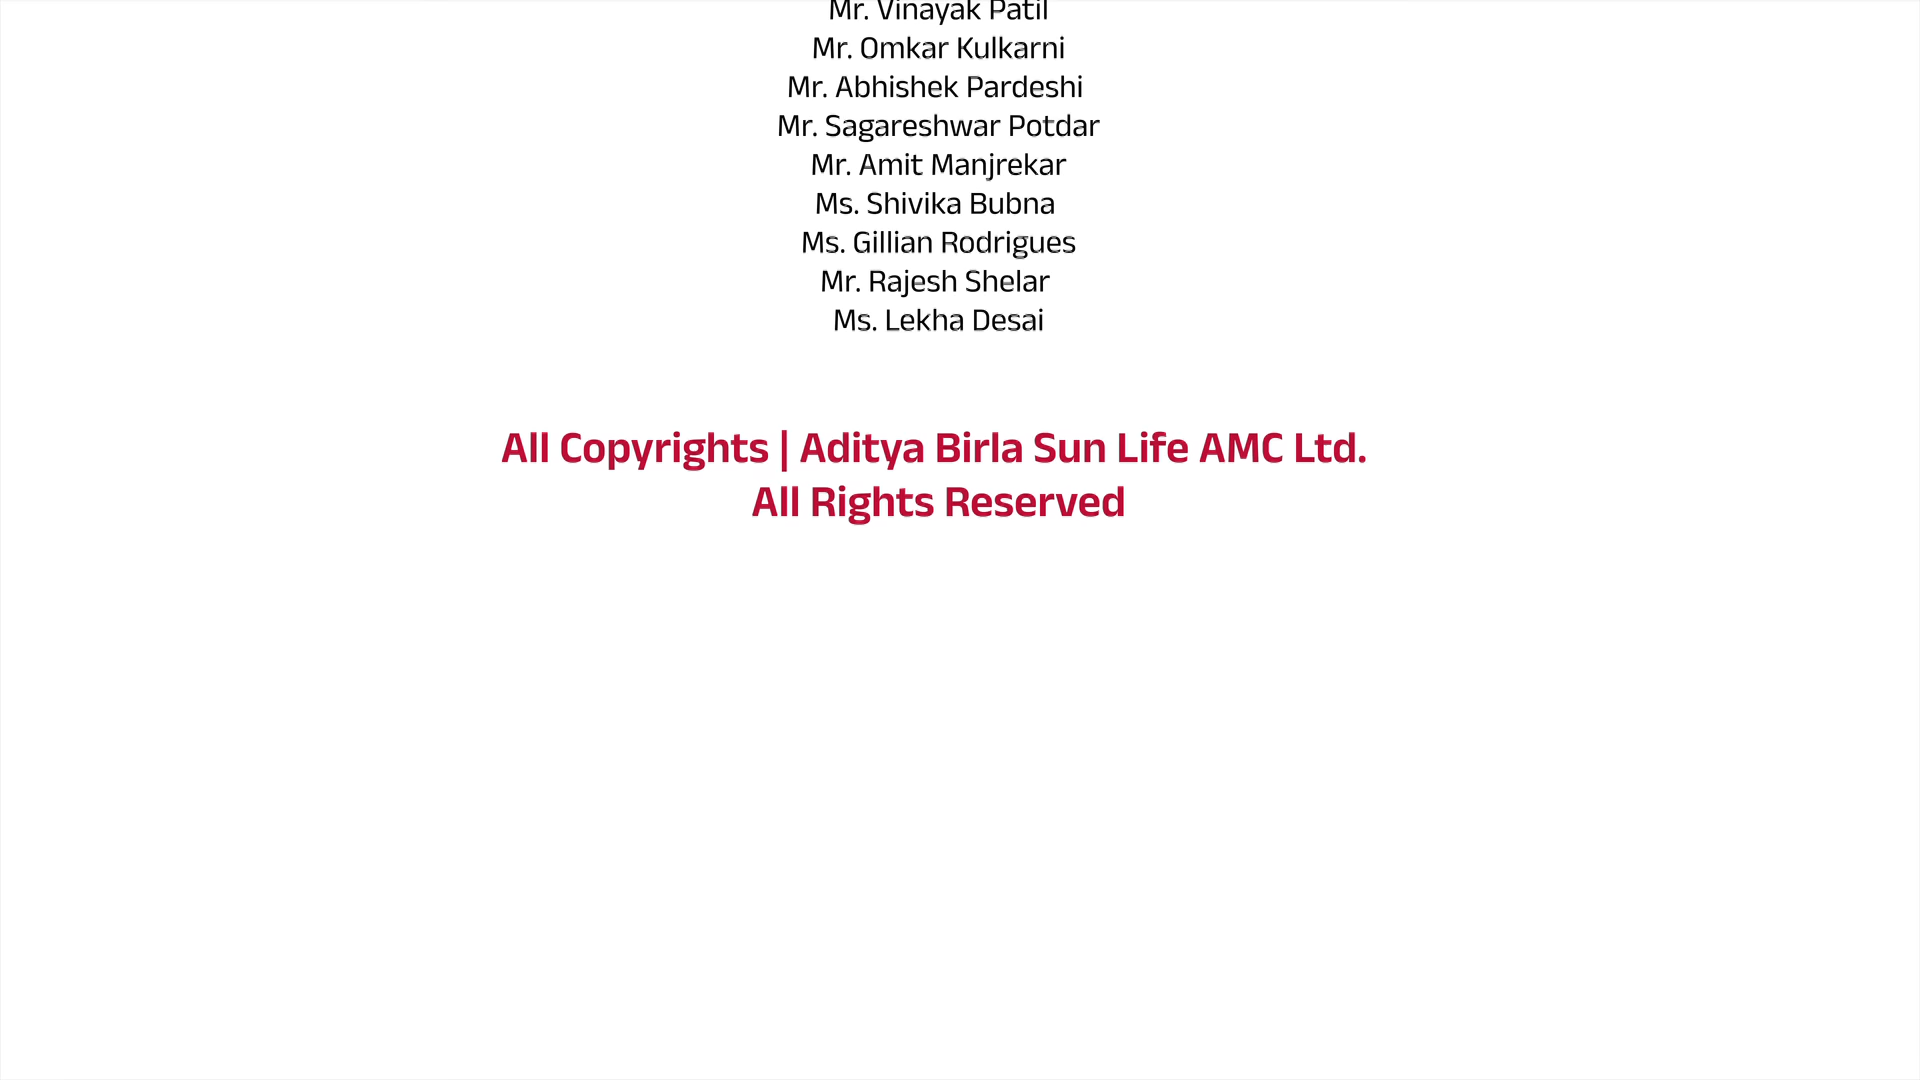 Mr. Vinayak Patil
Mr. Omkar Kulkarni
Mr. Abhishek Pardeshi
Mr. Sagareshwar Potdar
Mr. Amit Manjrekar
Ms. Shivika Bubna
Ms. Gillian Rodrigues
Mr. Rajesh Shelar
Ms. Lekha Desai
All Copyrights | Aditya Birla Sun Life AMC Ltd.
All Rights Reserved